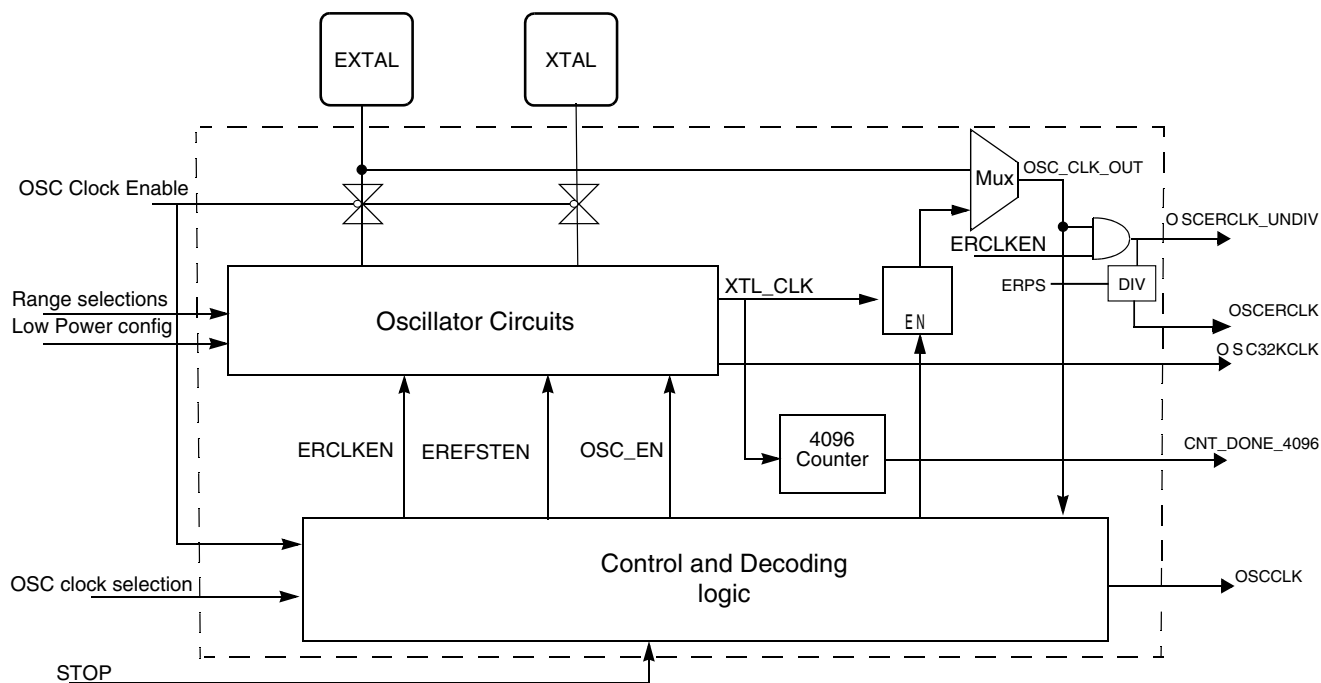 EXTAL
XTAL
OSC Clock Enable
Mux
OSC_CLK_OUT
OSCERCLK_UNDIV
ERCLKEN
Range selections
Low Power config
Oscillator Circuits
XTL_CLK
EN
ERPS
DIV
OSCERCLK
OSC32KCLK
ERCLKEN
EREFSTEN
OSC_EN
4096
Counter
CNT_DONE_4096
OSC clock selection
Control and Decoding
logic
OSCCLK
STOP